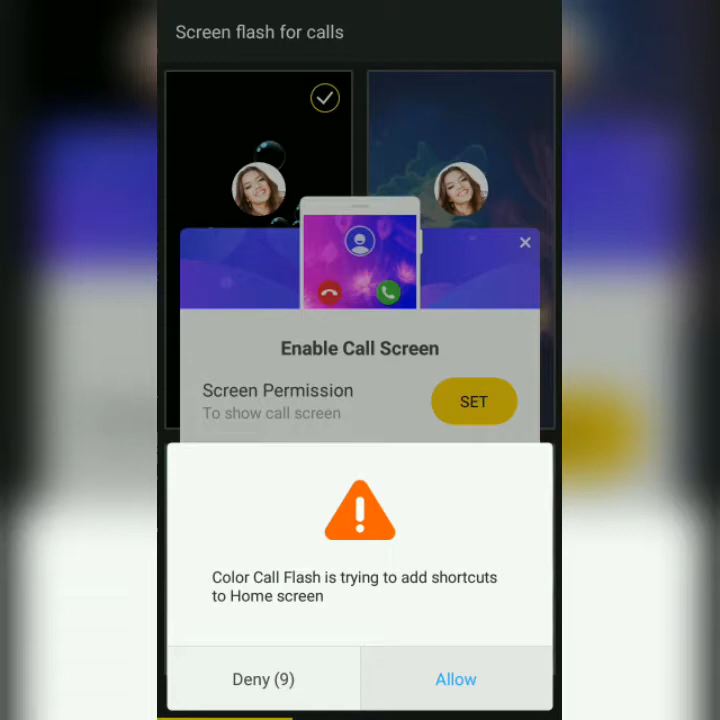 Screen flash for calls
Enable Call Screen
Screen Permission
To show call screen
SET
Color Call Flash is trying to add shortcuts
to Home screen
Deny (9)
Allow